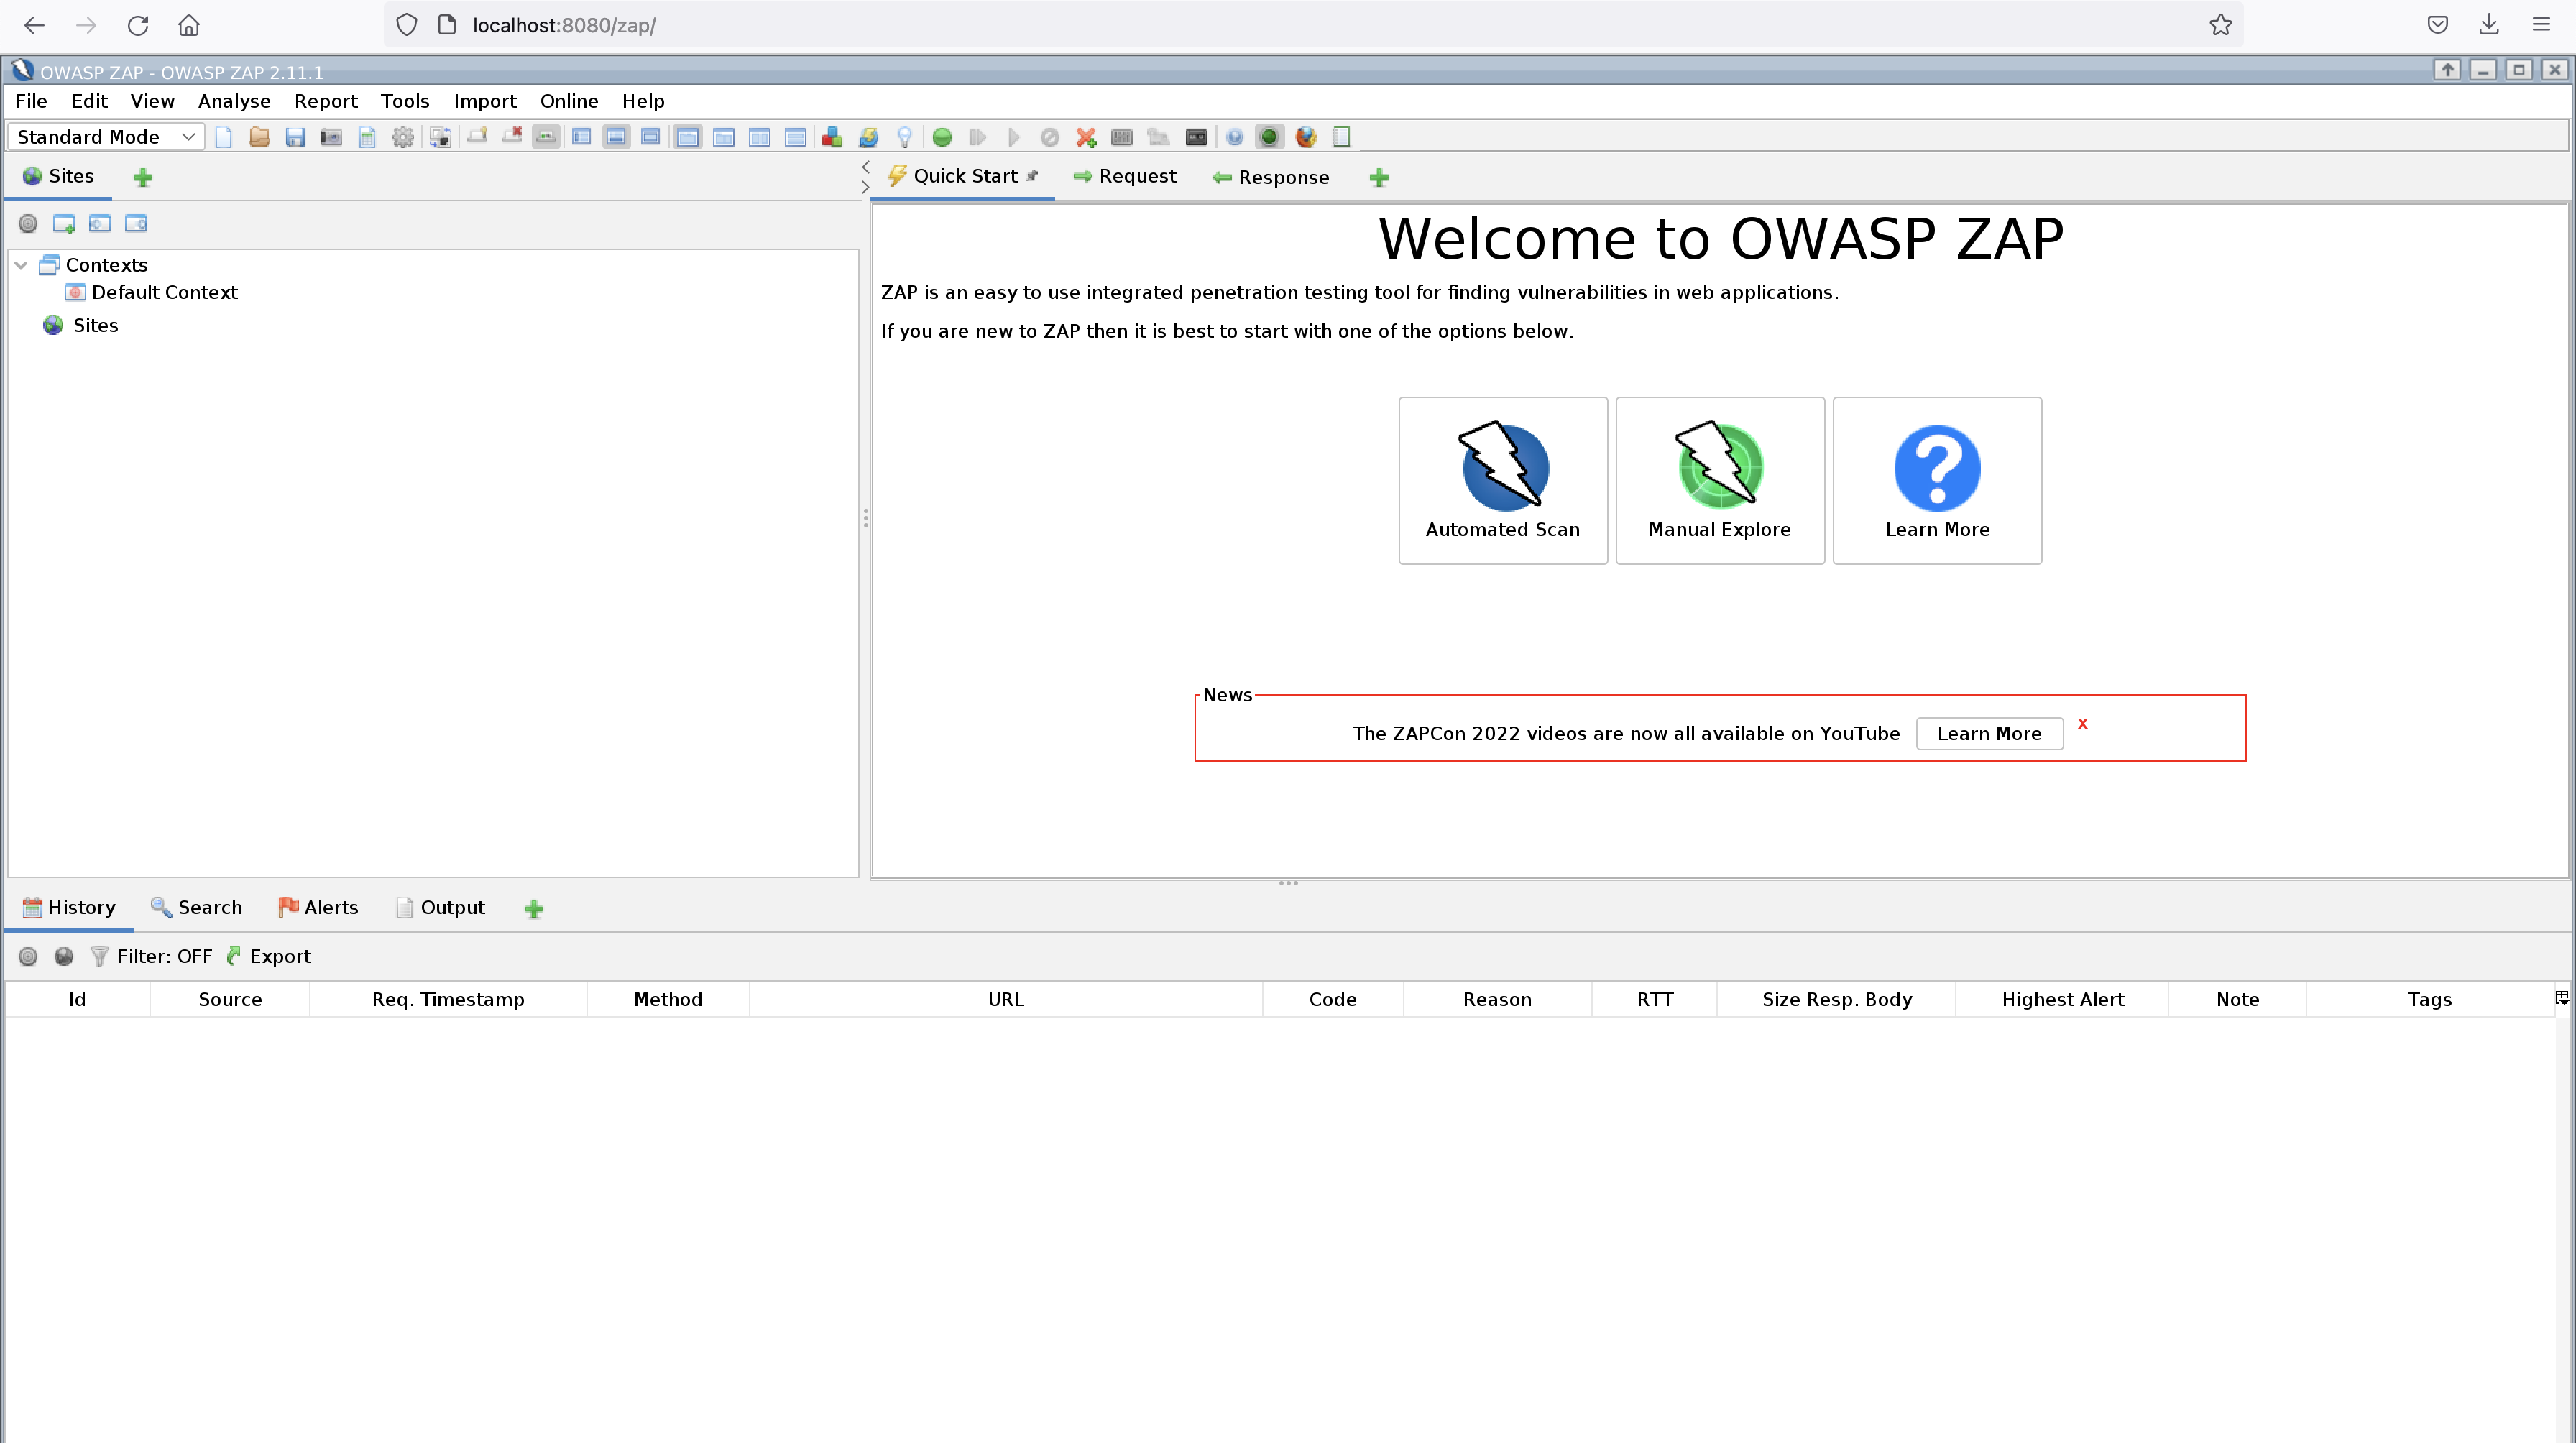 localhost:8080/zap/
OWASP ZAP - OWASP ZAP 2.11.1
File Edit View Analyse Report Tools Import Online Help
Standard Mode
Sites
Quick Start Request Response
Contexts
Default Context
Sites
Welcome to OWASP ZAP
ZAP is an easy to use integrated penetration testing tool for finding vulnerabilities in web applications.
If you are new to ZAP then it is best to start with one of the options below.
Automated Scan Manual Explore Learn More
News
The ZAPCon 2022 videos are now all available on YouTube Learn More x
History Search Alerts Output
Filter: OFF Export
Id Source Req. Timestamp Method URL Code Reason RTT Size Resp. Body Highest Alert Note Tags